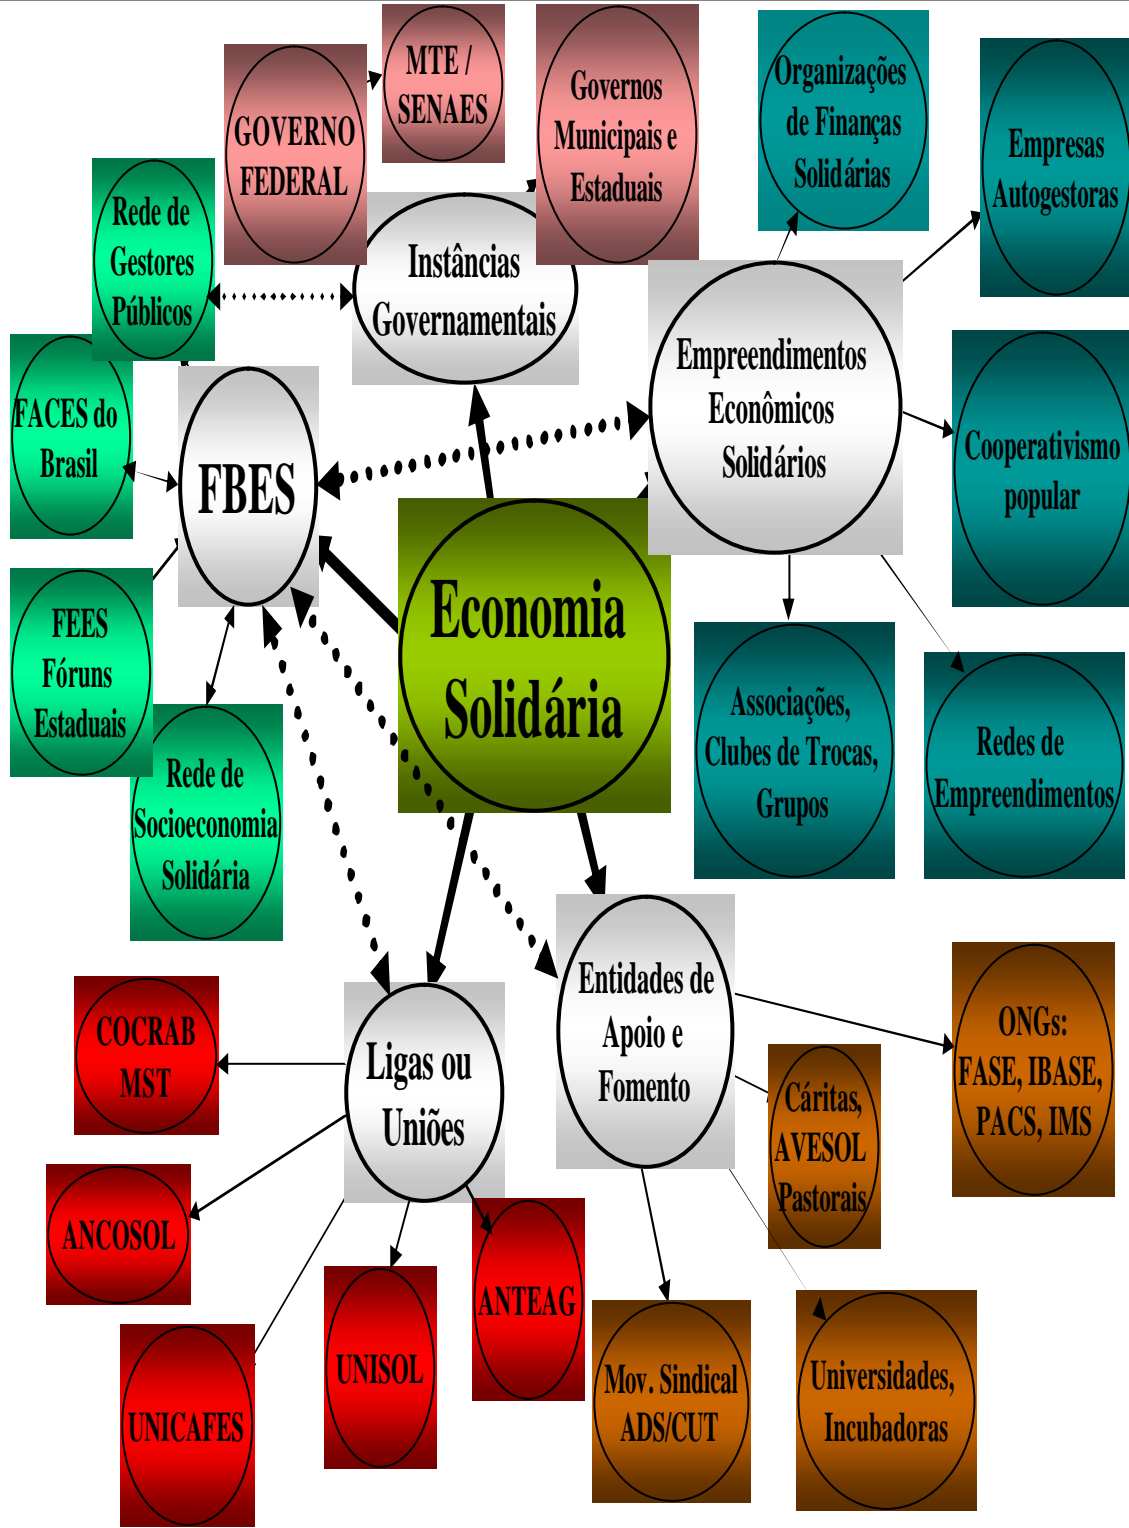 MTE /
SENAES
GOVERNO
FEDERAL
Governos
Municipais e
Estaduais
Organizações
de Finanças
Solidárias
Empresas
Autogestoras
Rede de
Gestores
Públicos
Instâncias
Governamentais
Empreendimentos
Econômicos
Solidários
FACES do
Brasil
FBES
Cooperativismo
popular
Economia
Solidária
FEES
Fóruns
Estaduais
Associações,
Clubes de Trocas,
Grupos
Redes de
Empreendimentos
Rede de
Socioeconomia
Solidária
Entidades de
Apoio e
Fomento
ONGs:
FASE, IBASE,
PACS, IMS
COCRAB
MST
Ligas ou
Uniões
Cáritas,
AVESOL
Pastorais
ANCOSOL
ANTEAG
UNISOL
UNICAFES
Mov. Sindical
ADS/CUT
Universidades,
Incubadoras